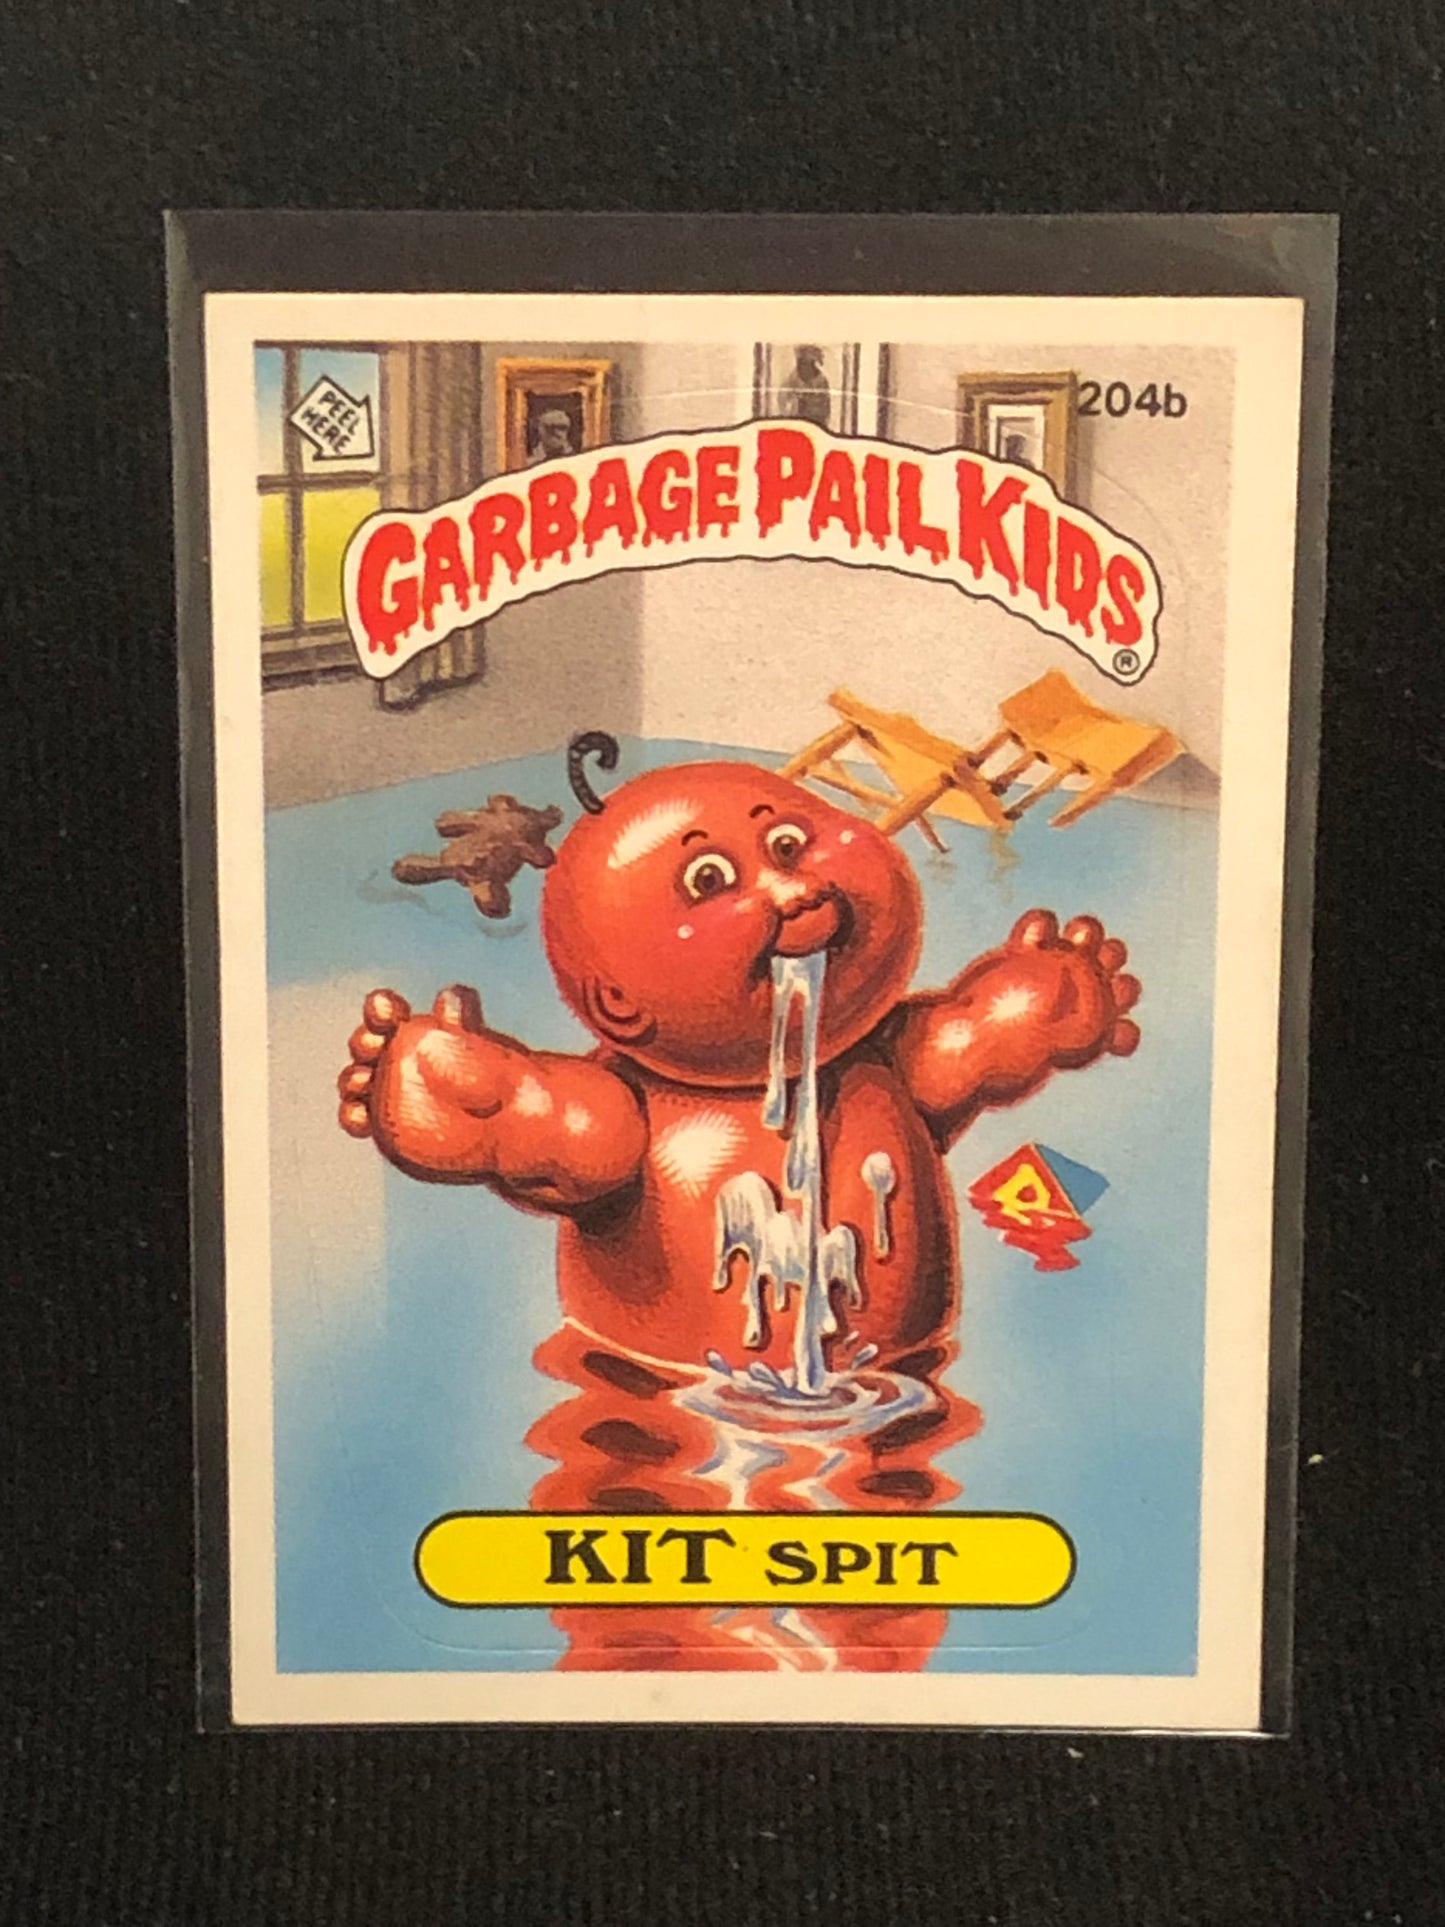 PEEL
HERE
204b
GARBAGE PAIL KIDS
®
D
KIT SPIT